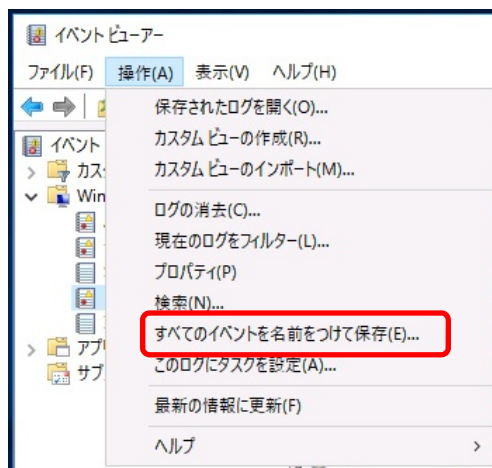 イベント ビューアー
ファイル(F) 操作(A) 表示(V) ヘルプ(H)
保存されたログを開く(O)...
イベント
カスタム ビューの作成(R)...
カス
カスタム ビューのインポート(M)...
Win
ログの消去(C)...
現在のログをフィルター(L)...
プロパティ(P)
検索(N)...
すべてのイベントを名前をつけて保存(E)...
アプ
このログにタスクを設定(A)...
サブ
最新の情報に更新(F)
ヘルプ